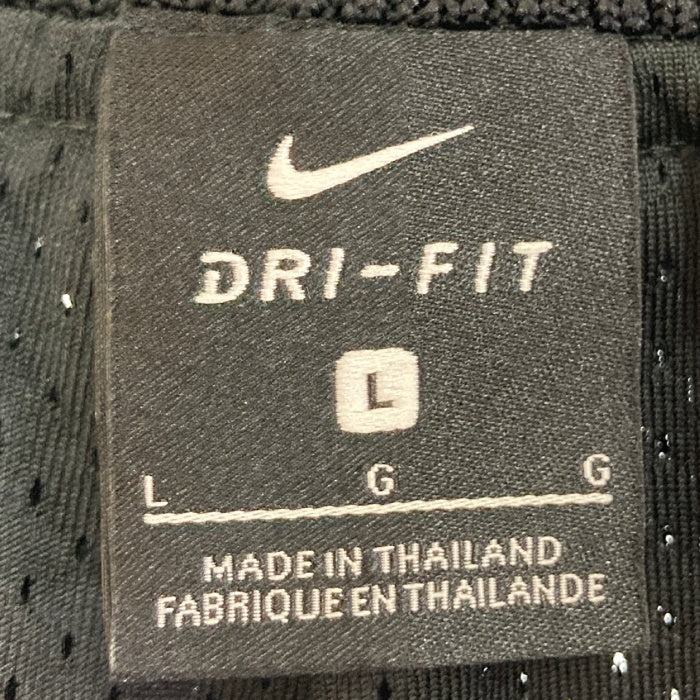 DRI-FIT
L
L G G
MADE IN THAILAND
FABRIQUE EN THAILANDE